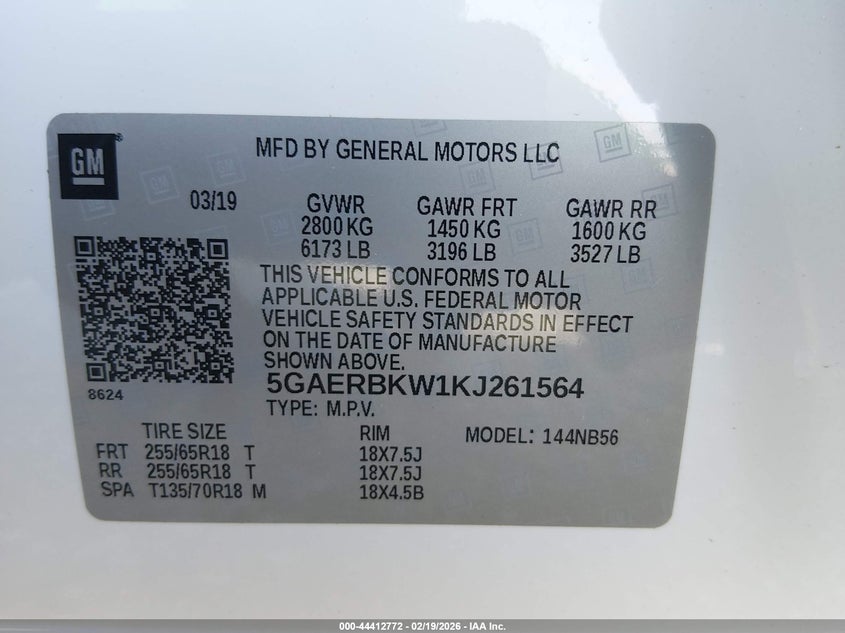 GM
MFD BY GENERAL MOTORS LLC
03/19 GVWR GAWR FRT GAWR RR
2800 KG 1450 KG 1600 KG
6173 LB 3196 LB 3527 LB
THIS VEHICLE CONFORMS TO ALL
APPLICABLE U.S. FEDERAL MOTOR
VEHICLE SAFETY STANDARDS IN EFFECT
ON THE DATE OF MANUFACTURE
SHOWN ABOVE.
5GAERBKW1KJ261564
8624
TYPE: M.P.V.
TIRE SIZE RIM MODEL: 144NB56
FRT 255/65R18 T 18X7.5J
RR 255/65R18 T 18X7.5J
SPA T135/70R18 M 18X4.5B
000-44412772 - 02/19/2026 - IAA Inc.